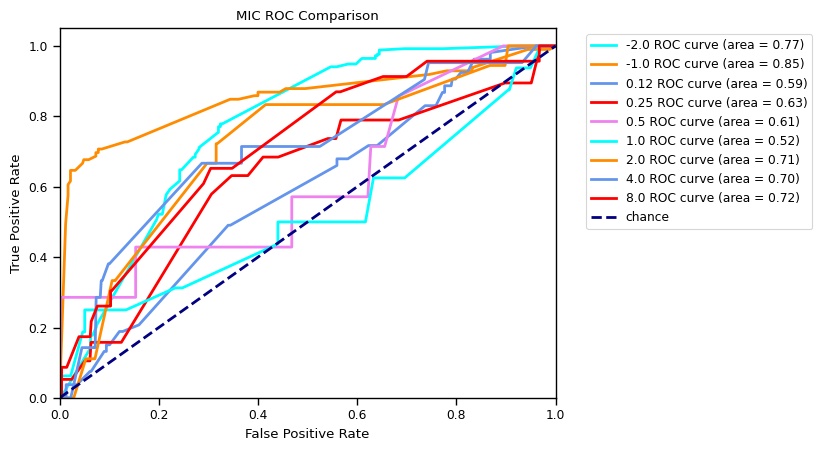 MIC ROC Comparison
1.0
0.8
0.6
0.4
0.2
0.0
True Positive Rate
0.0 0.2 0.4 0.6 0.8 1.0
False Positive Rate
-2.0 ROC curve (area = 0.77)
-1.0 ROC curve (area = 0.85)
0.12 ROC curve (area = 0.59)
0.25 ROC curve (area = 0.63)
0.5 ROC curve (area = 0.61)
1.0 ROC curve (area = 0.52)
2.0 ROC curve (area = 0.71)
4.0 ROC curve (area = 0.70)
8.0 ROC curve (area = 0.72)
chance